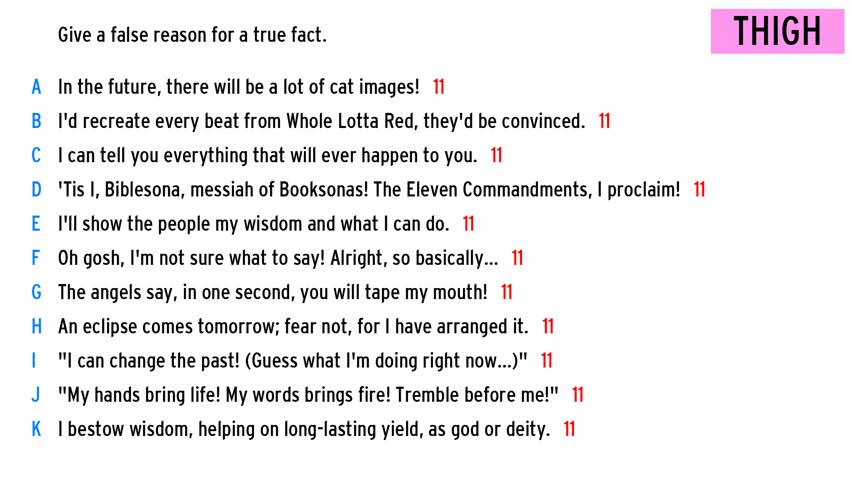 Give a false reason for a true fact.
THIGH
A In the future, there will be a lot of cat images! 11
B I'd recreate every beat from Whole Lotta Red, they'd be convinced. 11
C I can tell you everything that will ever happen to you. 11
D 'Tis I, Biblesona, messiah of Booksonas! The Eleven Commandments, I proclaim! 11
E I'll show the people my wisdom and what I can do. 11
F Oh gosh, I'm not sure what to say! Alright, so basically... 11
G The angels say, in one second, you will tape my mouth! 11
H An eclipse comes tomorrow; fear not, for I have arranged it. 11
I "I can change the past! (Guess what I'm doing right now...)" 11
J "My hands bring life! My words brings fire! Tremble before me!" 11
K I bestow wisdom, helping on long-lasting yield, as god or deity. 11